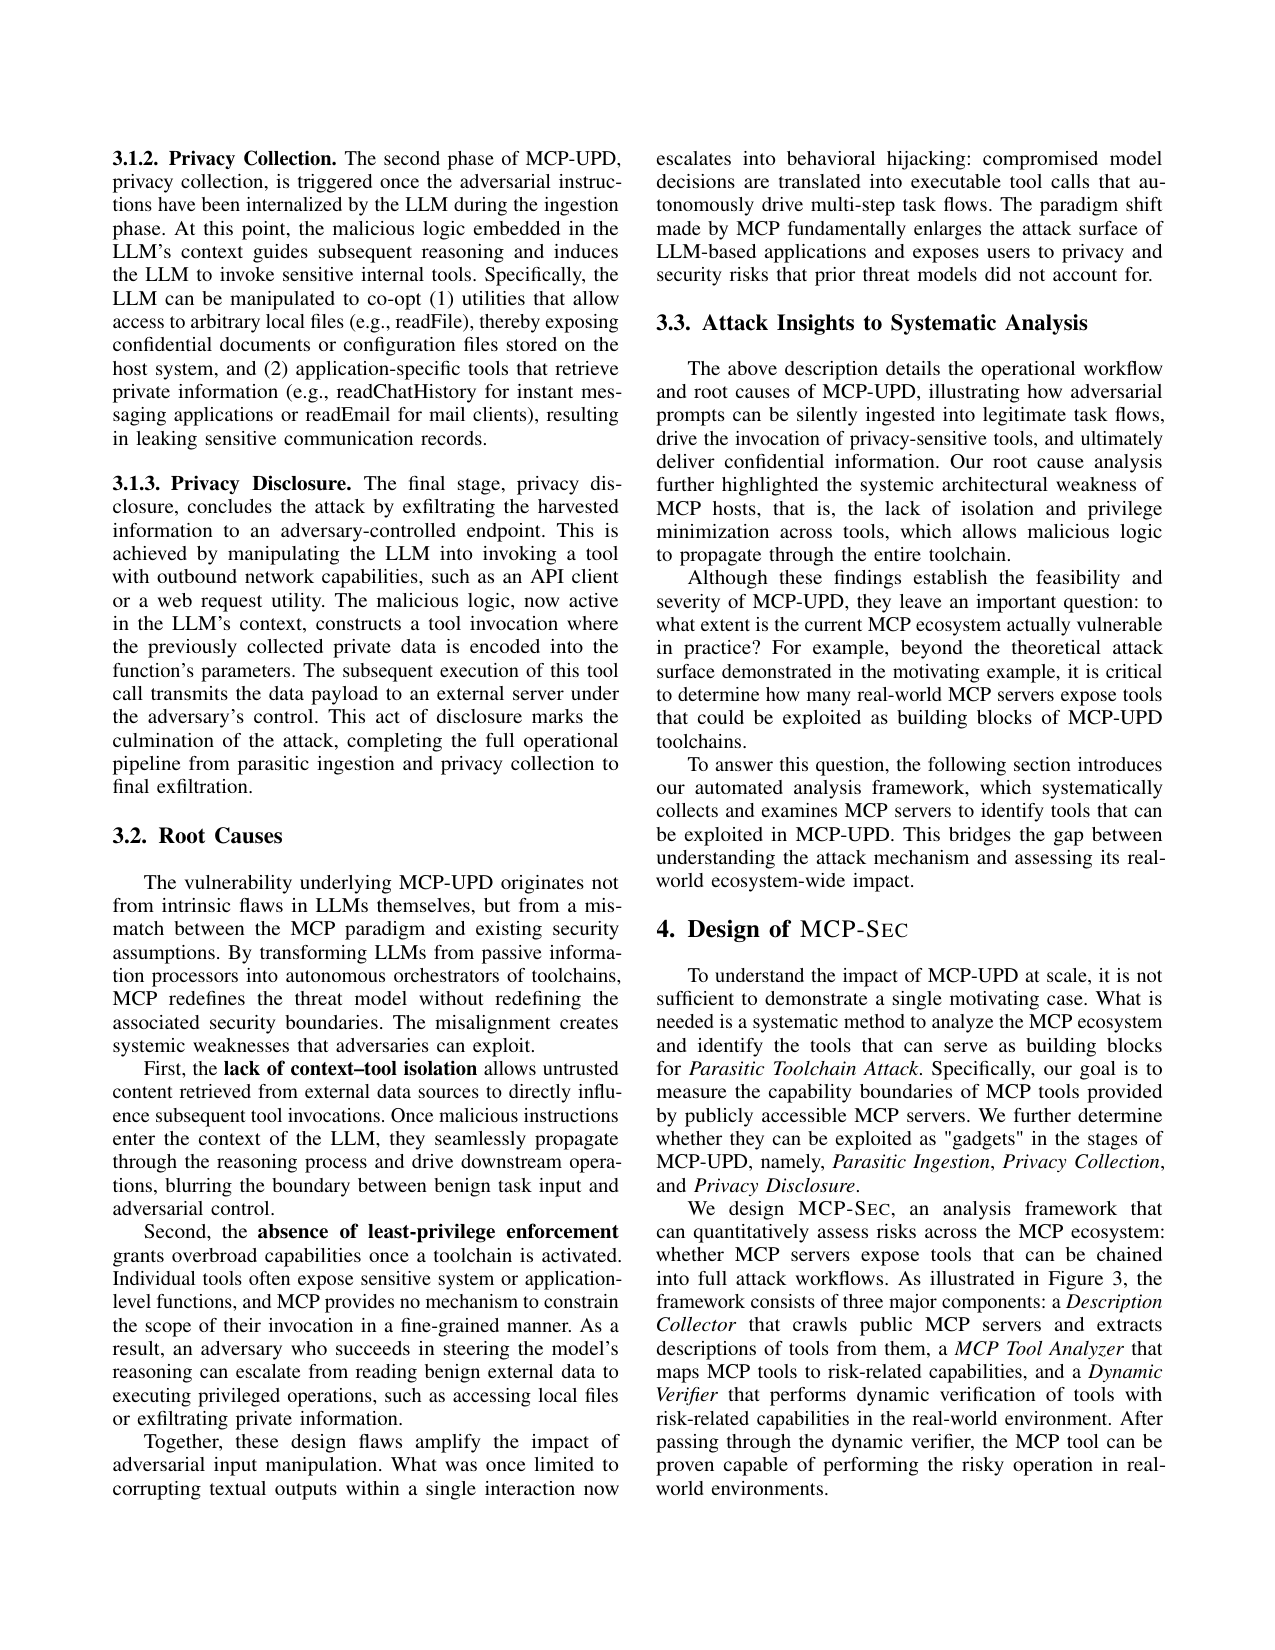 3.1.2. Privacy Collection. The second phase of MCP-UPD,
privacy collection, is triggered once the adversarial instruc-
tions have been internalized by the LLM during the ingestion
phase. At this point, the malicious logic embedded in the
LLM's context guides subsequent reasoning and induces
the LLM to invoke sensitive internal tools. Specifically, the
LLM can be manipulated to co-opt (1) utilities that allow
access to arbitrary local files (e.g., readFile), thereby exposing
confidential documents or configuration files stored on the
host system, and (2) application-specific tools that retrieve
private information (e.g., readChatHistory for instant mes-
saging applications or readEmail for mail clients), resulting
in leaking sensitive communication records.
3.1.3. Privacy Disclosure. The final stage, privacy dis-
closure, concludes the attack by exfiltrating the harvested
information to an adversary-controlled endpoint. This is
achieved by manipulating the LLM into invoking a tool
with outbound network capabilities, such as an API client
or a web request utility. The malicious logic, now active
in the LLM's context, constructs a tool invocation where
the previously collected private data is encoded into the
function's parameters. The subsequent execution of this tool
call transmits the data payload to an external server under
the adversary's control. This act of disclosure marks the
culmination of the attack, completing the full operational
pipeline from parasitic ingestion and privacy collection to
final exfiltration.
3.2. Root Causes
The vulnerability underlying MCP-UPD originates not
from intrinsic flaws in LLMs themselves, but from a mis-
match between the MCP paradigm and existing security
assumptions. By transforming LLMs from passive informa-
tion processors into autonomous orchestrators of toolchains,
MCP redefines the threat model without redefining the
associated security boundaries. The misalignment creates
systemic weaknesses that adversaries can exploit.
First, the lack of context–tool isolation allows untrusted
content retrieved from external data sources to directly influ-
ence subsequent tool invocations. Once malicious instructions
enter the context of the LLM, they seamlessly propagate
through the reasoning process and drive downstream opera-
tions, blurring the boundary between benign task input and
adversarial control.
Second, the absence of least-privilege enforcement
grants overbroad capabilities once a toolchain is activated.
Individual tools often expose sensitive system or application-
level functions, and MCP provides no mechanism to constrain
the scope of their invocation in a fine-grained manner. As a
result, an adversary who succeeds in steering the model's
reasoning can escalate from reading benign external data to
executing privileged operations, such as accessing local files
or exfiltrating private information.
Together, these design flaws amplify the impact of
adversarial input manipulation. What was once limited to
corrupting textual outputs within a single interaction now
escalates into behavioral hijacking: compromised model
decisions are translated into executable tool calls that au-
tonomously drive multi-step task flows. The paradigm shift
made by MCP fundamentally enlarges the attack surface of
LLM-based applications and exposes users to privacy and
security risks that prior threat models did not account for.
3.3. Attack Insights to Systematic Analysis
The above description details the operational workflow
and root causes of MCP-UPD, illustrating how adversarial
prompts can be silently ingested into legitimate task flows,
drive the invocation of privacy-sensitive tools, and ultimately
deliver confidential information. Our root cause analysis
further highlighted the systemic architectural weakness of
MCP hosts, that is, the lack of isolation and privilege
minimization across tools, which allows malicious logic
to propagate through the entire toolchain.
Although these findings establish the feasibility and
severity of MCP-UPD, they leave an important question: to
what extent is the current MCP ecosystem actually vulnerable
in practice? For example, beyond the theoretical attack
surface demonstrated in the motivating example, it is critical
to determine how many real-world MCP servers expose tools
that could be exploited as building blocks of MCP-UPD
toolchains.
To answer this question, the following section introduces
our automated analysis framework, which systematically
collects and examines MCP servers to identify tools that can
be exploited in MCP-UPD. This bridges the gap between
understanding the attack mechanism and assessing its real-
world ecosystem-wide impact.
4. Design of MCP-SEC
To understand the impact of MCP-UPD at scale, it is not
sufficient to demonstrate a single motivating case. What is
needed is a systematic method to analyze the MCP ecosystem
and identify the tools that can serve as building blocks
for Parasitic Toolchain Attack. Specifically, our goal is to
measure the capability boundaries of MCP tools provided
by publicly accessible MCP servers. We further determine
whether they can be exploited as "gadgets" in the stages of
MCP-UPD, namely, Parasitic Ingestion, Privacy Collection,
and Privacy Disclosure.
We design MCP-SEC, an analysis framework that
can quantitatively assess risks across the MCP ecosystem:
whether MCP servers expose tools that can be chained
into full attack workflows. As illustrated in Figure 3, the
framework consists of three major components: a Description
Collector that crawls public MCP servers and extracts
descriptions of tools from them, a MCP Tool Analyzer that
maps MCP tools to risk-related capabilities, and a Dynamic
Verifier that performs dynamic verification of tools with
risk-related capabilities in the real-world environment. After
passing through the dynamic verifier, the MCP tool can be
proven capable of performing the risky operation in real-
world environments.